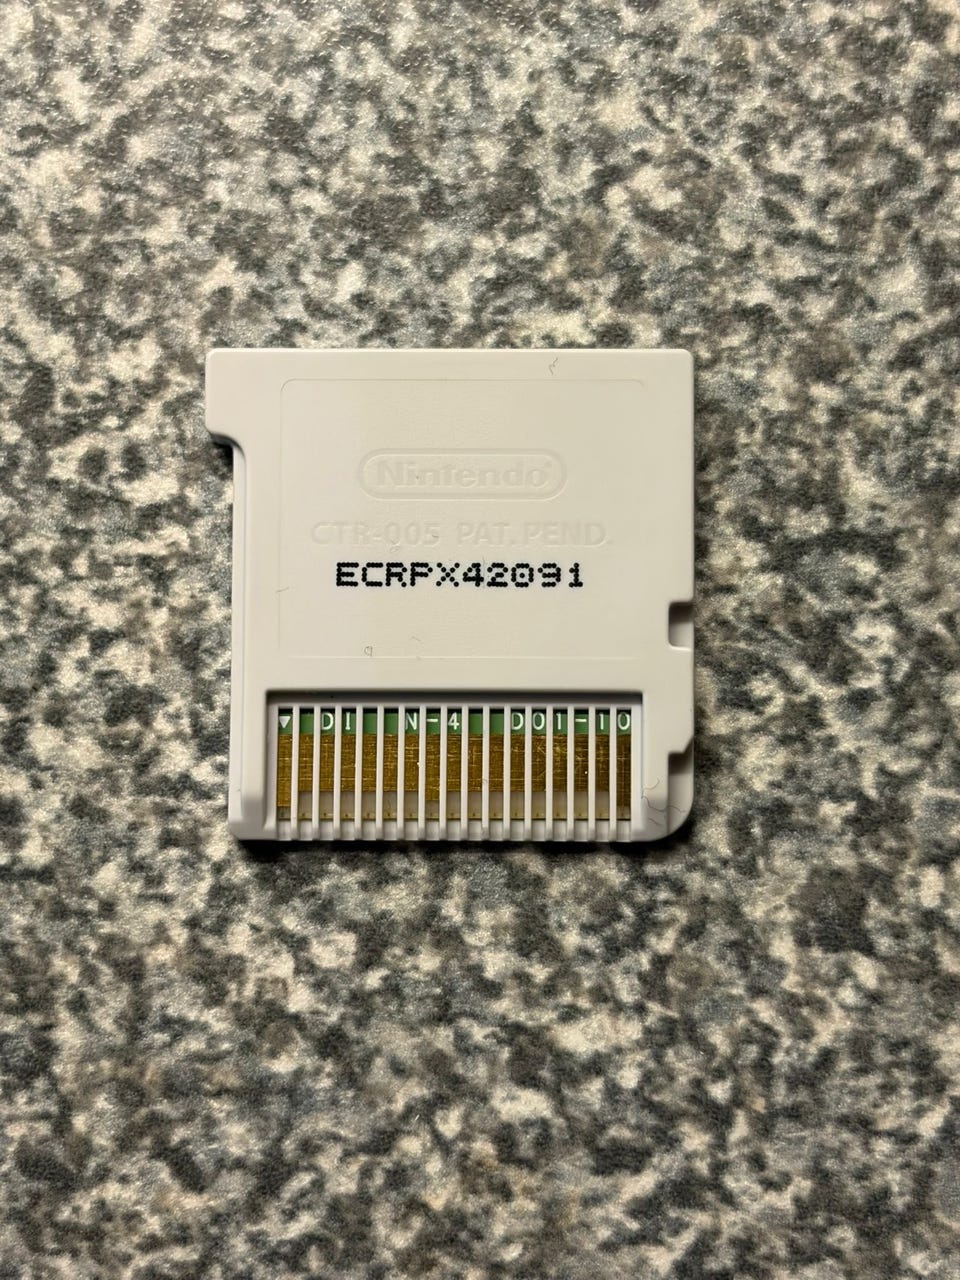 Nintendo®
CTR-005 PAT.PEND.
ECRPX42091
▼ DI N-4 D01-10